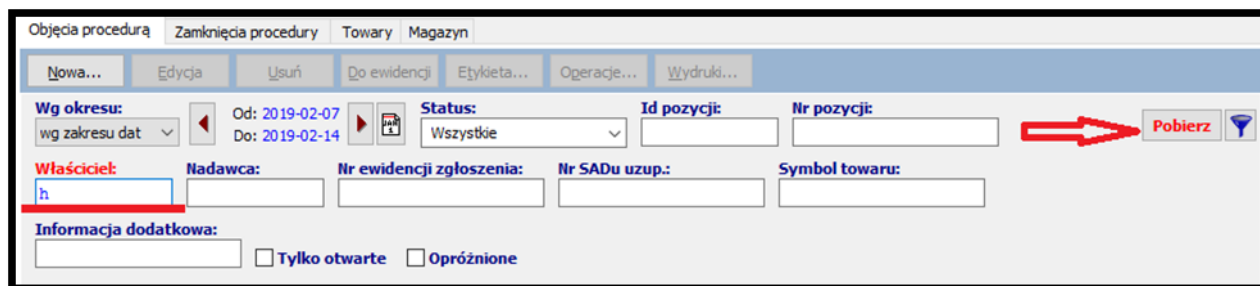 Objęcia procedurą Zamknięcia procedury Towary Magazyn
Nowa... Edycja Usuń Do ewidencji Etykieta... Operacje... Wydruki...
Wg okresu: Od: 2019-02-07 Status: Id pozycji: Nr pozycji:
wg zakresu dat Do: 2019-02-14 JAN 1 Wszystkie Pobierz
Właściciel: Nadawca: Nr ewidencji zgłoszenia: Nr SADu uzup.: Symbol towaru:
h
Informacja dodatkowa:
Tylko otwarte Opróżnione